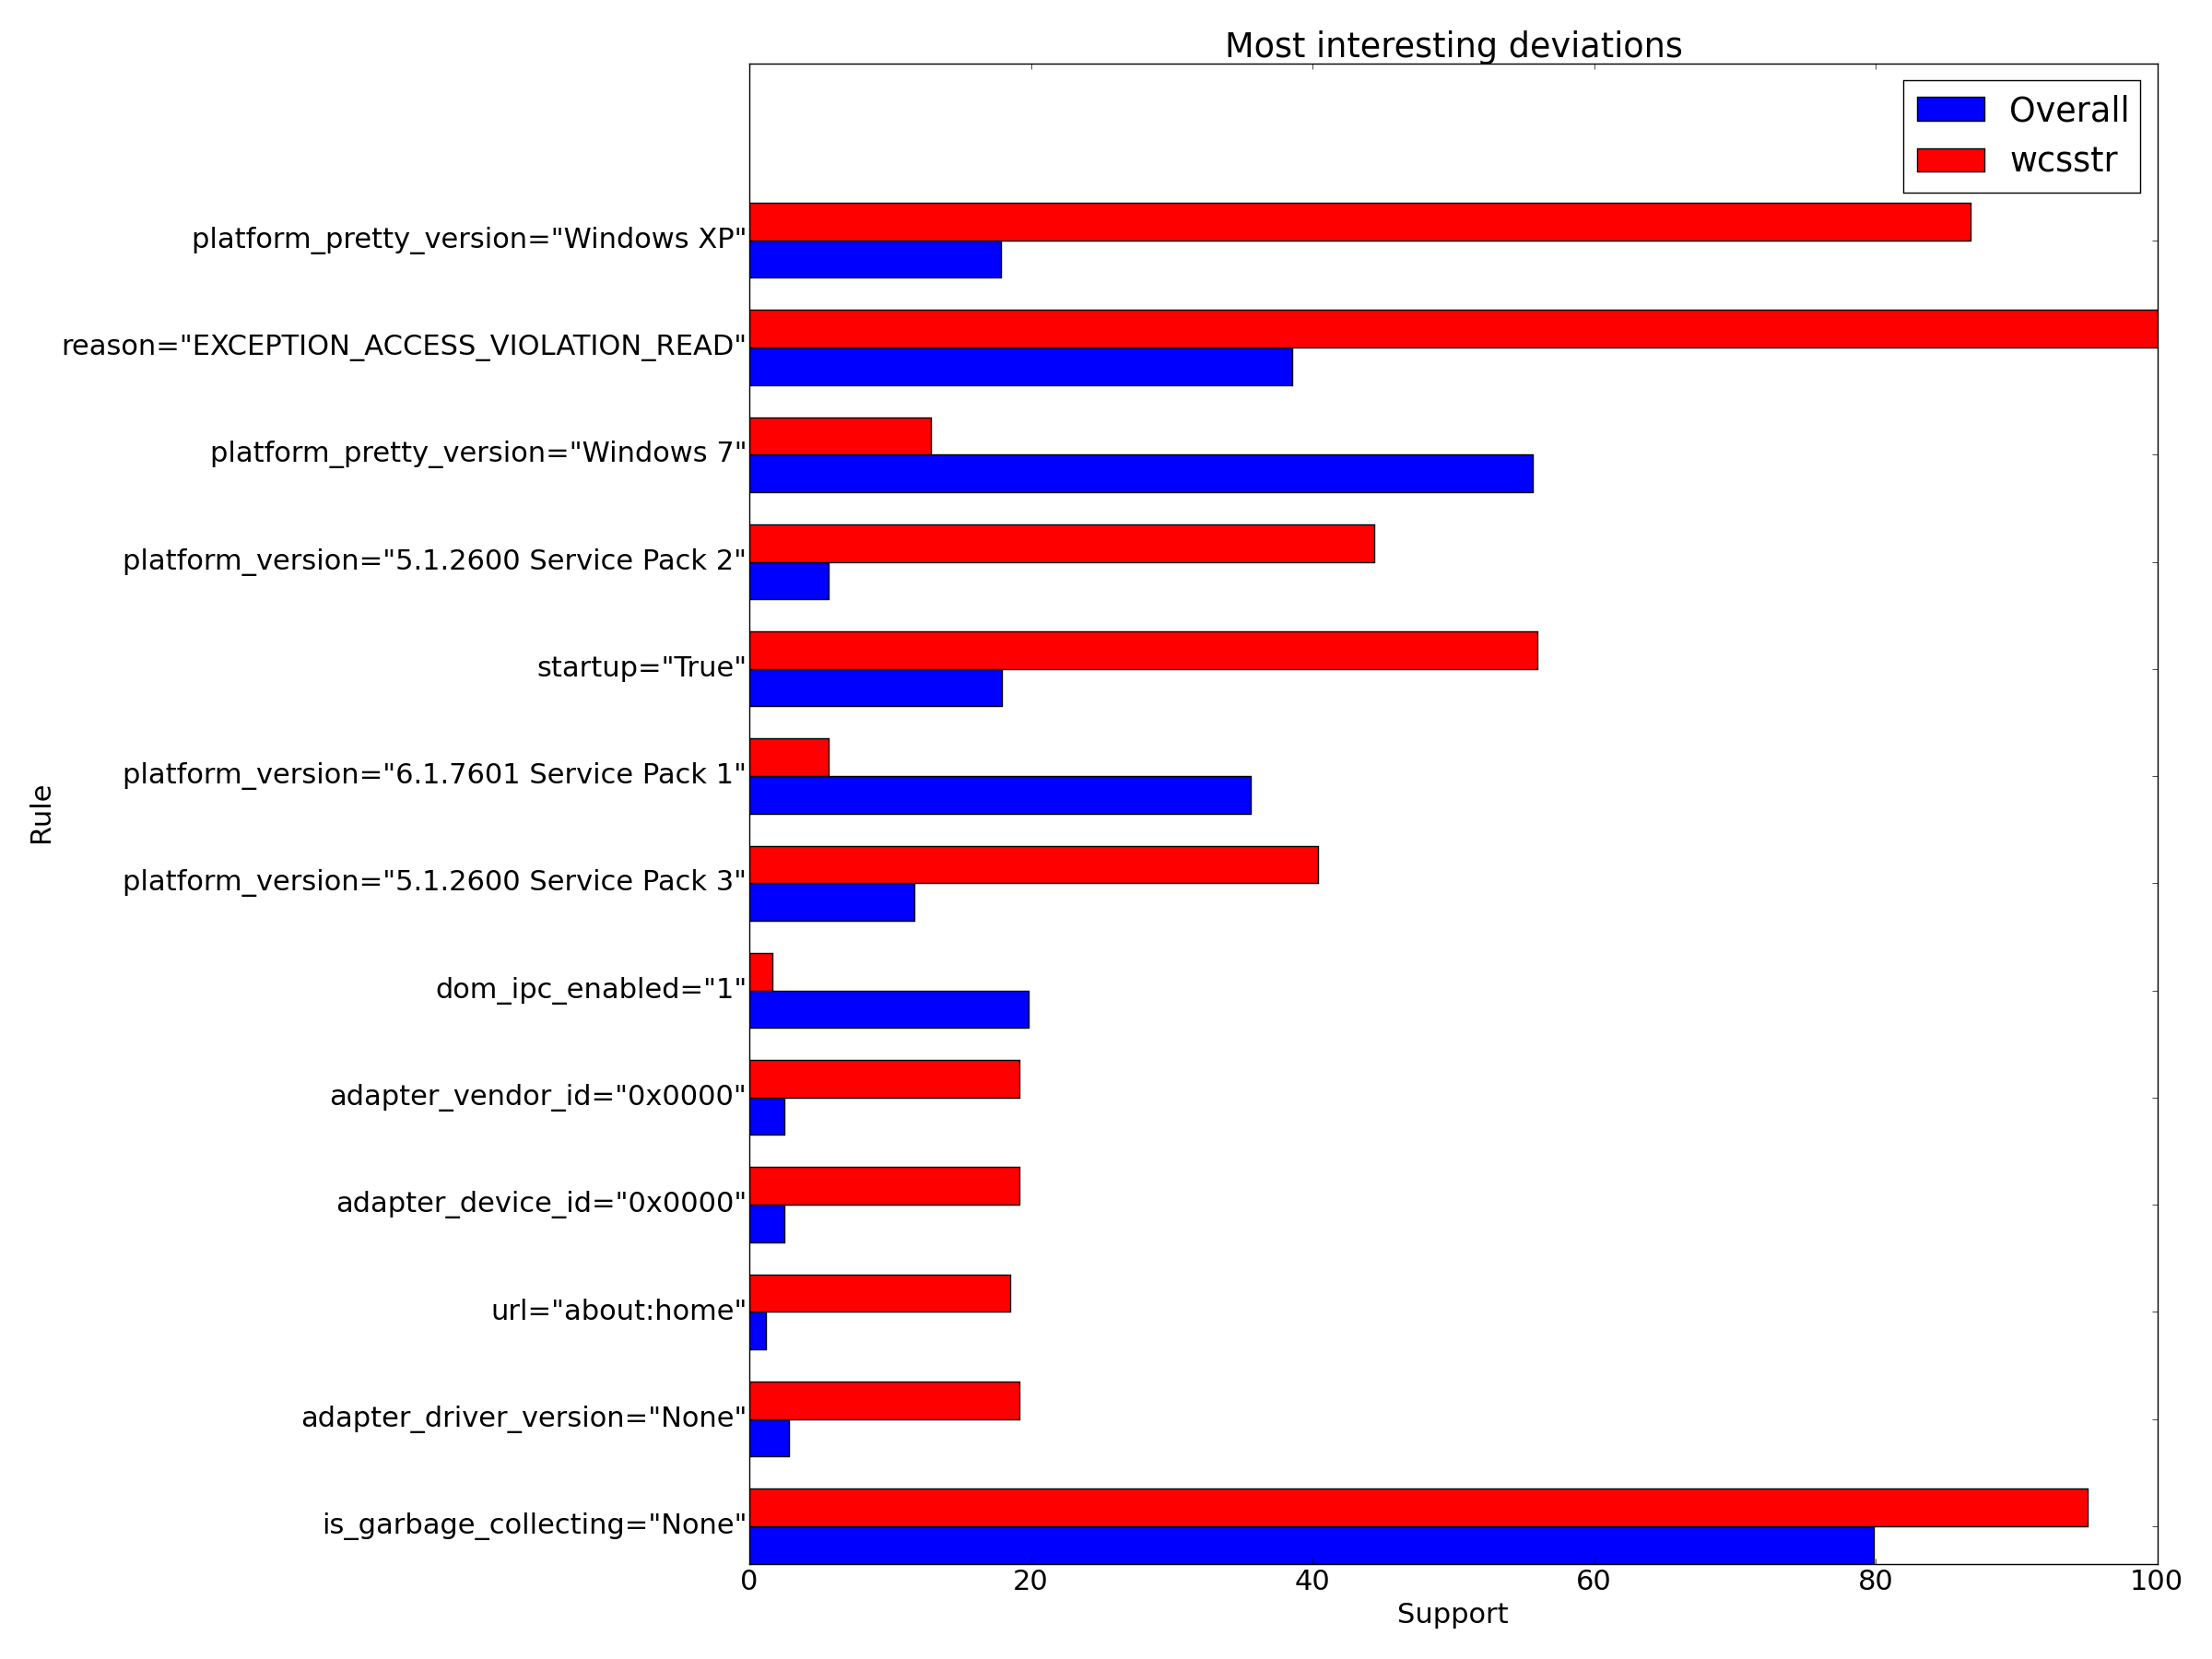 Most interesting deviations
Overall
wcsstr
platform_pretty_version="Windows XP"
reason="EXCEPTION_ACCESS_VIOLATION_READ"
platform_pretty_version="Windows 7"
platform_version="5.1.2600 Service Pack 2"
startup="True"
platform_version="6.1.7601 Service Pack 1"
platform_version="5.1.2600 Service Pack 3"
dom_ipc_enabled="1"
adapter_vendor_id="0x0000"
adapter_device_id="0x0000"
url="about:home"
adapter_driver_version="None"
is_garbage_collecting="None"
Rule
0 20 40 60 80 100
Support